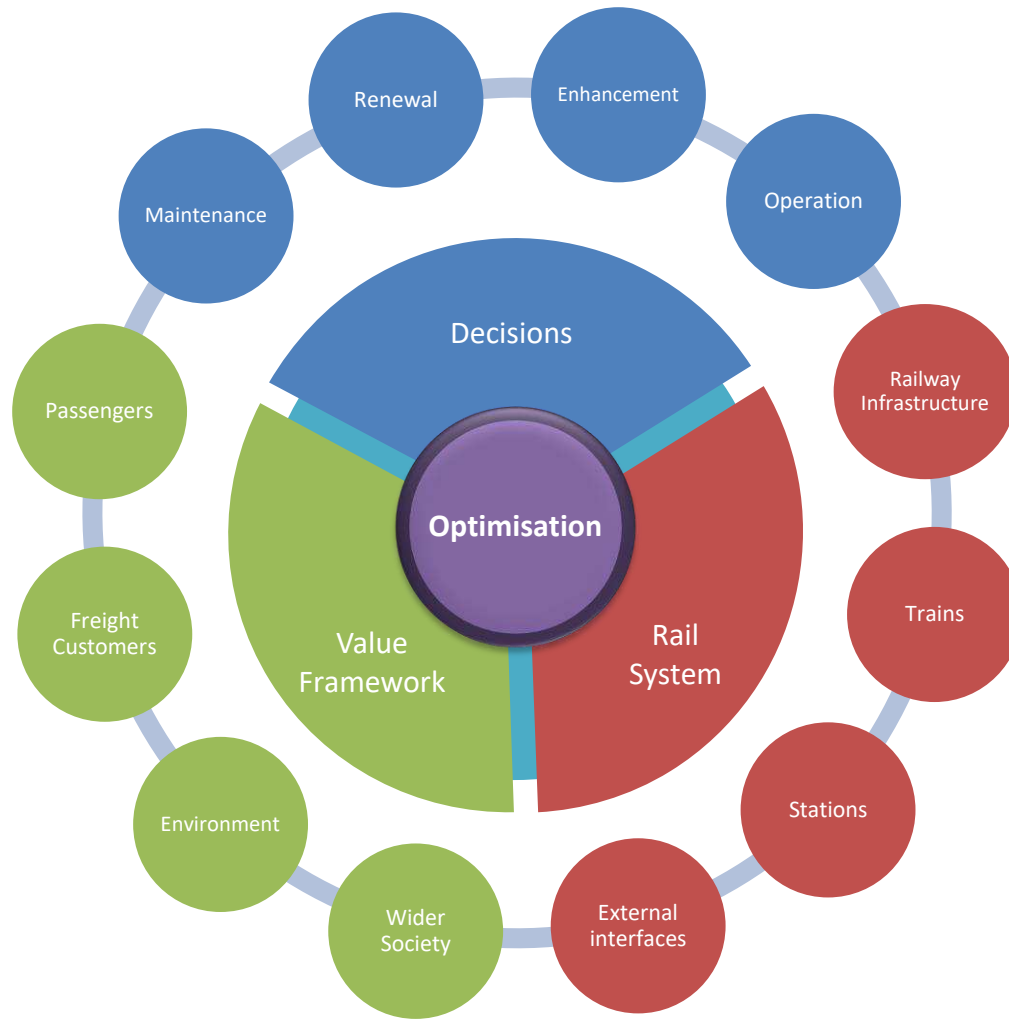 Renewal
Enhancement
Maintenance
Operation
Decisions
Passengers
Railway
Infrastructure
Optimisation
Freight
Customers
Trains
Value
Framework
Rail
System
Environment
Stations
Wider
Society
External
interfaces